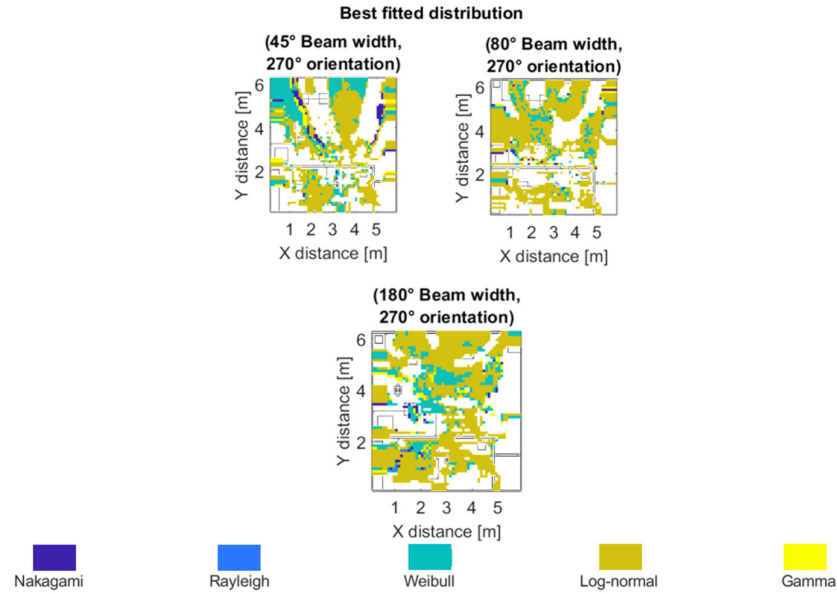 Best fitted distribution
(45° Beam width,
270° orientation)
6
4
2
Y distance [m]
1 2 3 4 5
X distance [m]
(80° Beam width,
270° orientation)
6
4
2
Y distance [m]
1 2 3 4 5
X distance [m]
(180° Beam width,
270° orientation)
6
4
2
Y distance [m]
1 2 3 4 5
X distance [m]
Nakagami
Rayleigh
Weibull
Log-normal
Gamma